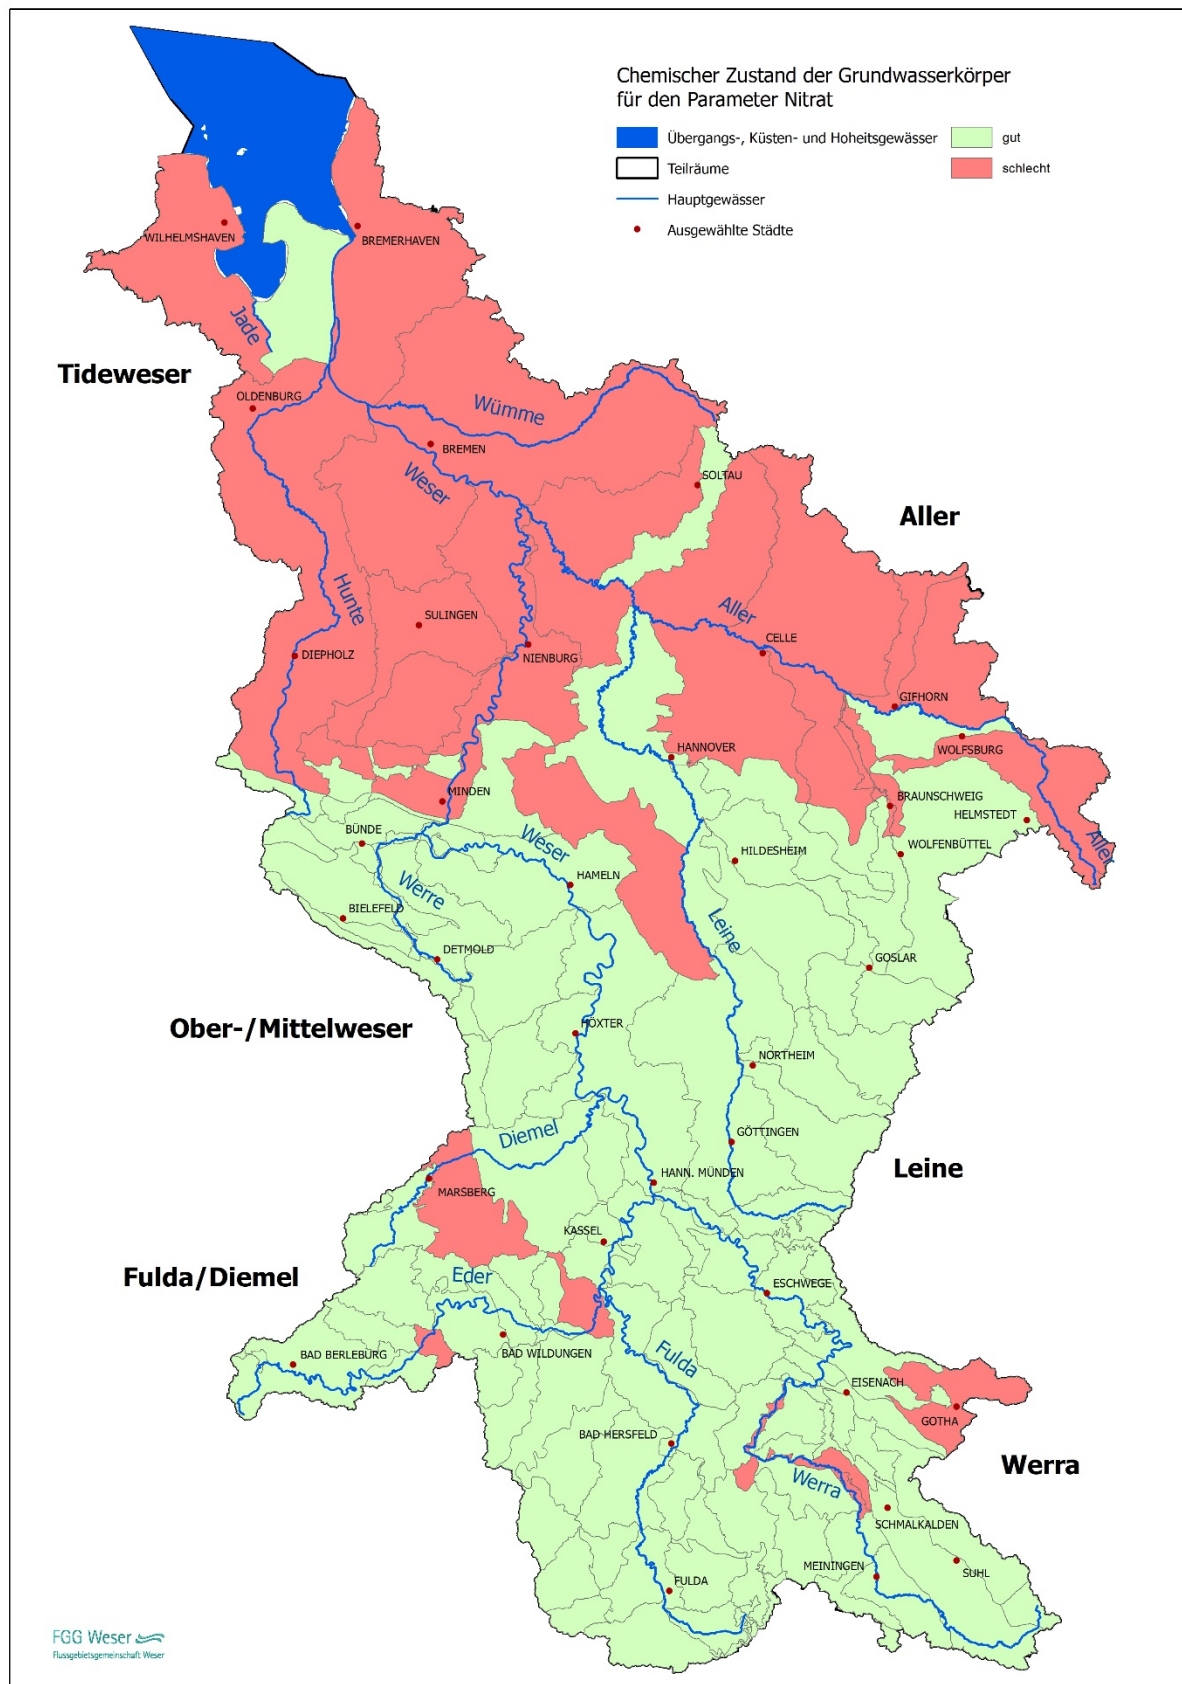 Chemischer Zustand der Grundwasserkörper
für den Parameter Nitrat
Übergangs-, Küsten- und Hoheitsgewässer
gut
Teilräume
schlecht
Hauptgewässer
Ausgewählte Städte
WILHELMSHAVEN
BREMERHAVEN
Jade
Tideweser
OLDENBURG
Wümme
BREMEN
Weser
SOLTAU
Aller
Hunte
Aller
SULINGEN
CELLE
DIEPHOLZ
NIENBURG
GIFHORN
HANNOVER
WOLFSBURG
MINDEN
BRAUNSCHWEIG
HELMSTEDT
BÜNDE
Weser
WOLFENBÜTTEL
Aller
HILDESHEIM
HAMELN
Werre
BIELEFELD
Leine
DETMOLD
GOSLAR
Ober-/Mittelweser
HÖXTER
NORTHEIM
Diemel
GÖTTINGEN
Leine
HANN. MÜNDEN
MARSBERG
KASSEL
Fulda/Diemel
Eder
ESCHWEGE
BAD BERLEBURG
BAD WILDUNGEN
Fulda
EISENACH
GOTHA
BAD HERSFELD
Werra
Werra
SCHMALKALDEN
MEININGEN
SUHL
FULDA
FGG Weser
Flussgebietsgemeinschaft Weser